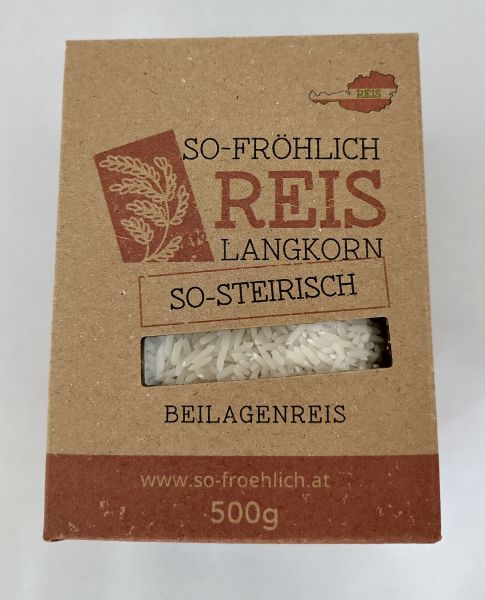 REIS
SO-FRÖHLICH
REIS
LANGKORN
SO-STEIRISCH
BEILAGENREIS
www.so-froehlich.at
500g